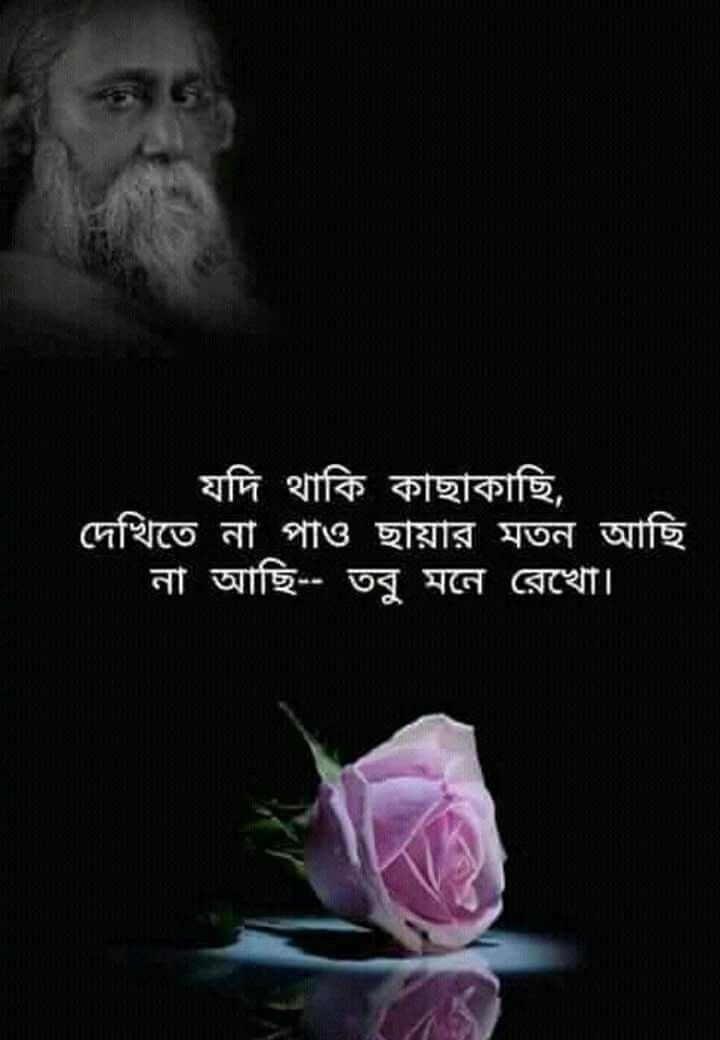 যদি থাকি কাছাকাছি,
দেখিতে না পাও ছায়ার মতন আছি
না আছি-- তবু মনে রেখো।